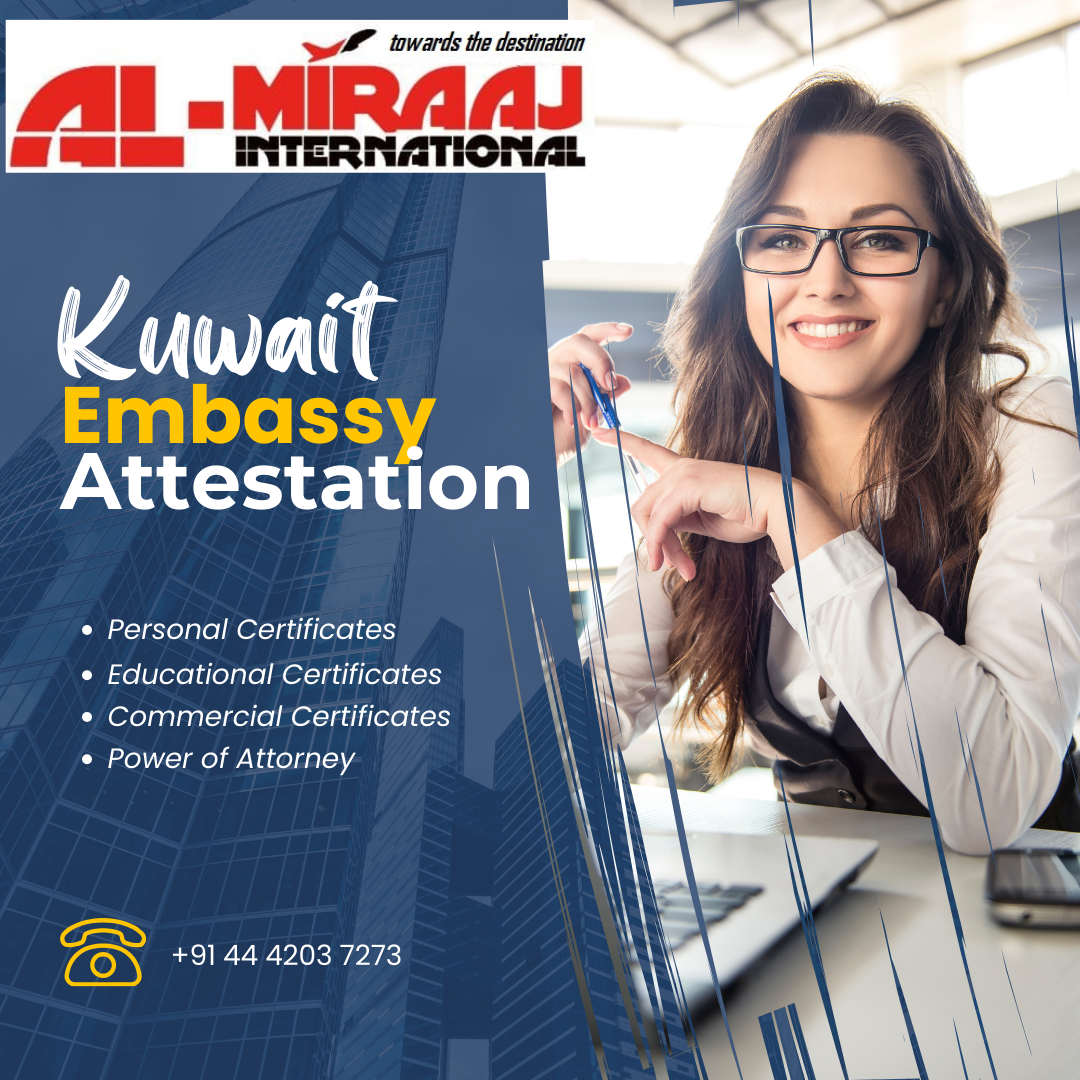 towards the destination
AL-MIRAAJ
INTERNATIONAL
Kuwait
Embassy
Attestation
• Personal Certificates
• Educational Certificates
• Commercial Certificates
• Power of Attorney
+91 44 4203 7273